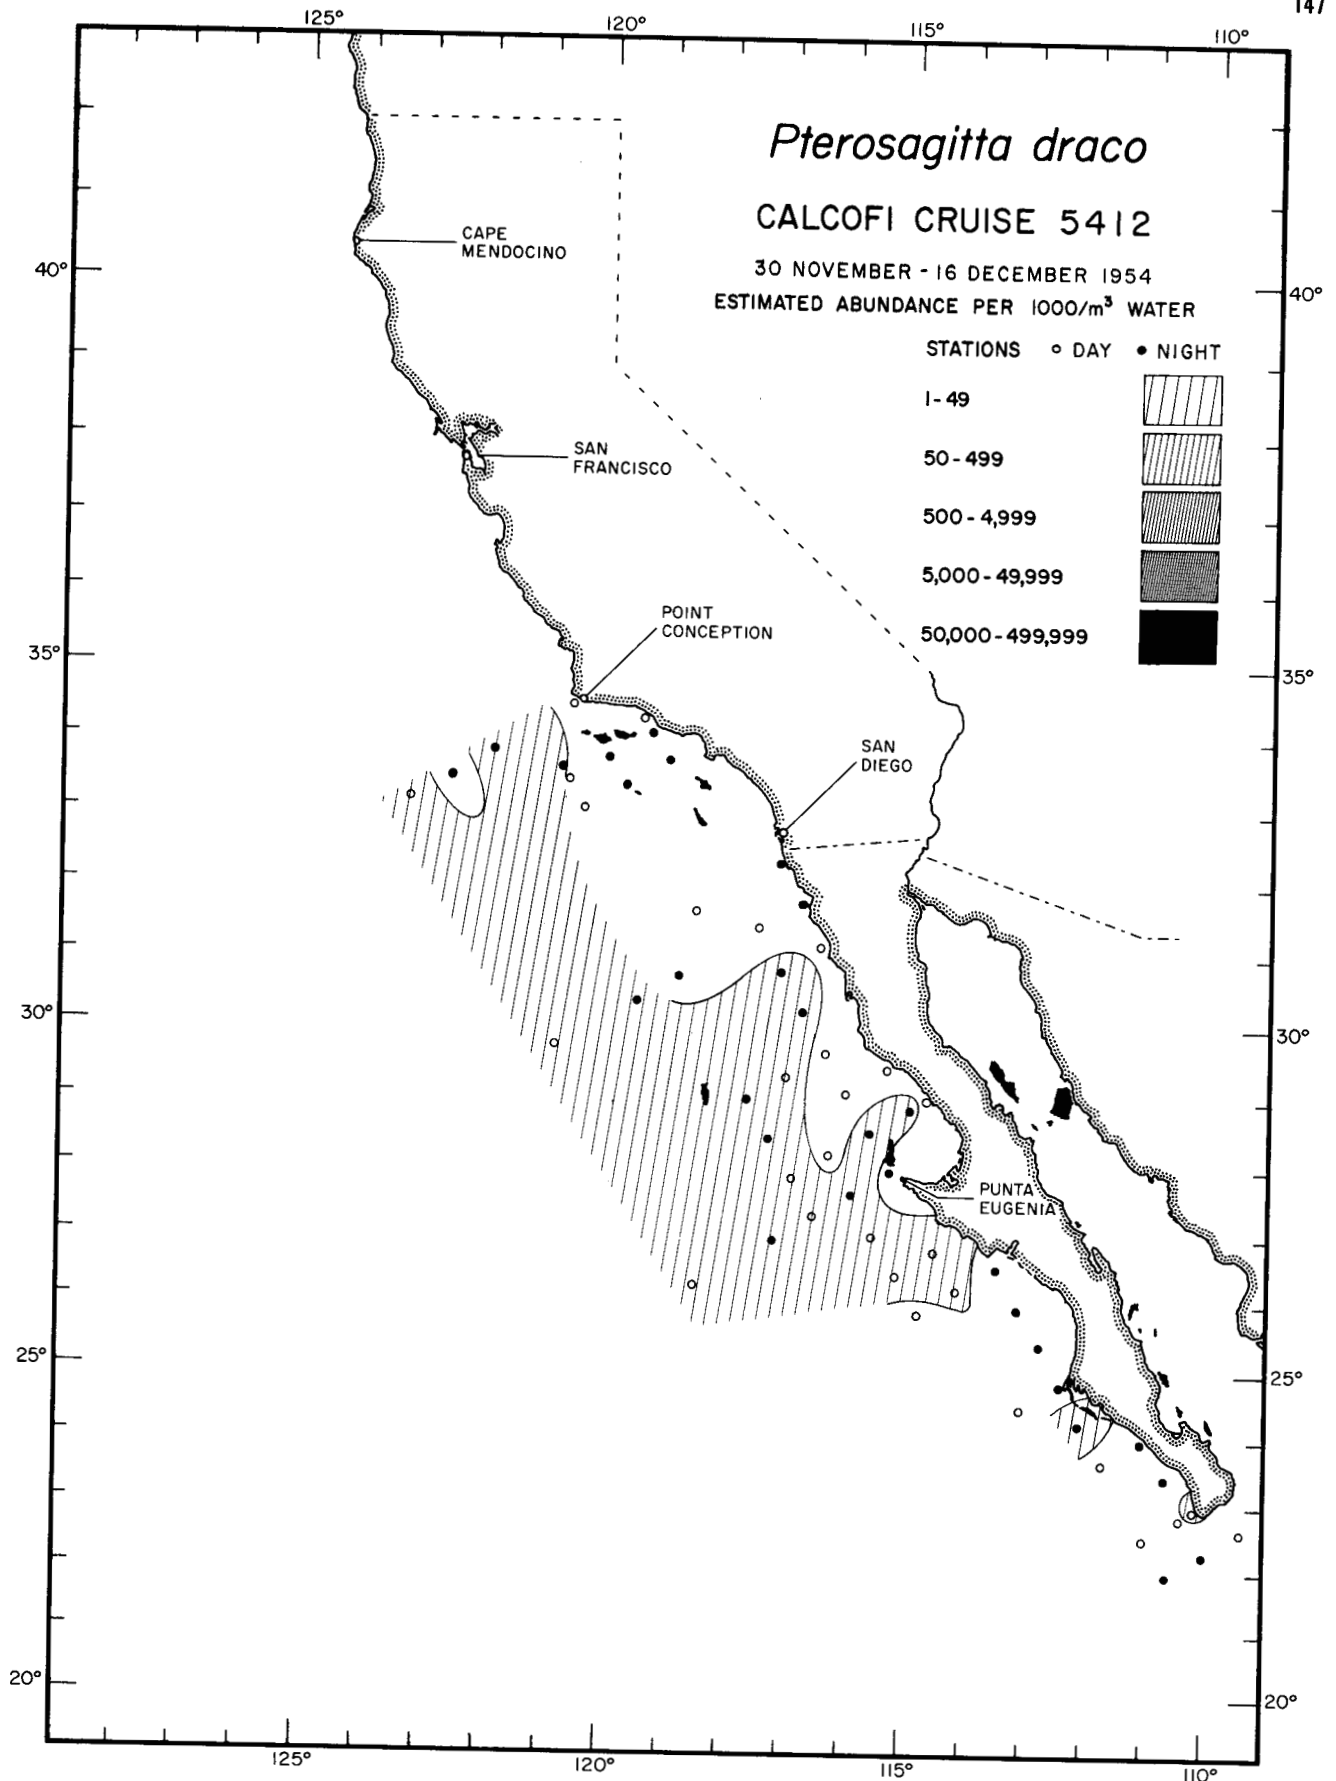 147
125° 120° 115° 110°
Pterosagitta draco
CALCOFI CRUISE 5412
30 NOVEMBER - 16 DECEMBER 1954
ESTIMATED ABUNDANCE PER 1000/m³ WATER
STATIONS ○ DAY ● NIGHT
1-49
50-499
500-4,999
5,000-49,999
50,000-499,999
CAPE
MENDOCINO
40° 40°
SAN
FRANCISCO
POINT
CONCEPTION
35° 35°
SAN
DIEGO
30° 30°
PUNTA
EUGENIA
25° 25°
20° 20°
125° 120° 115° 110°